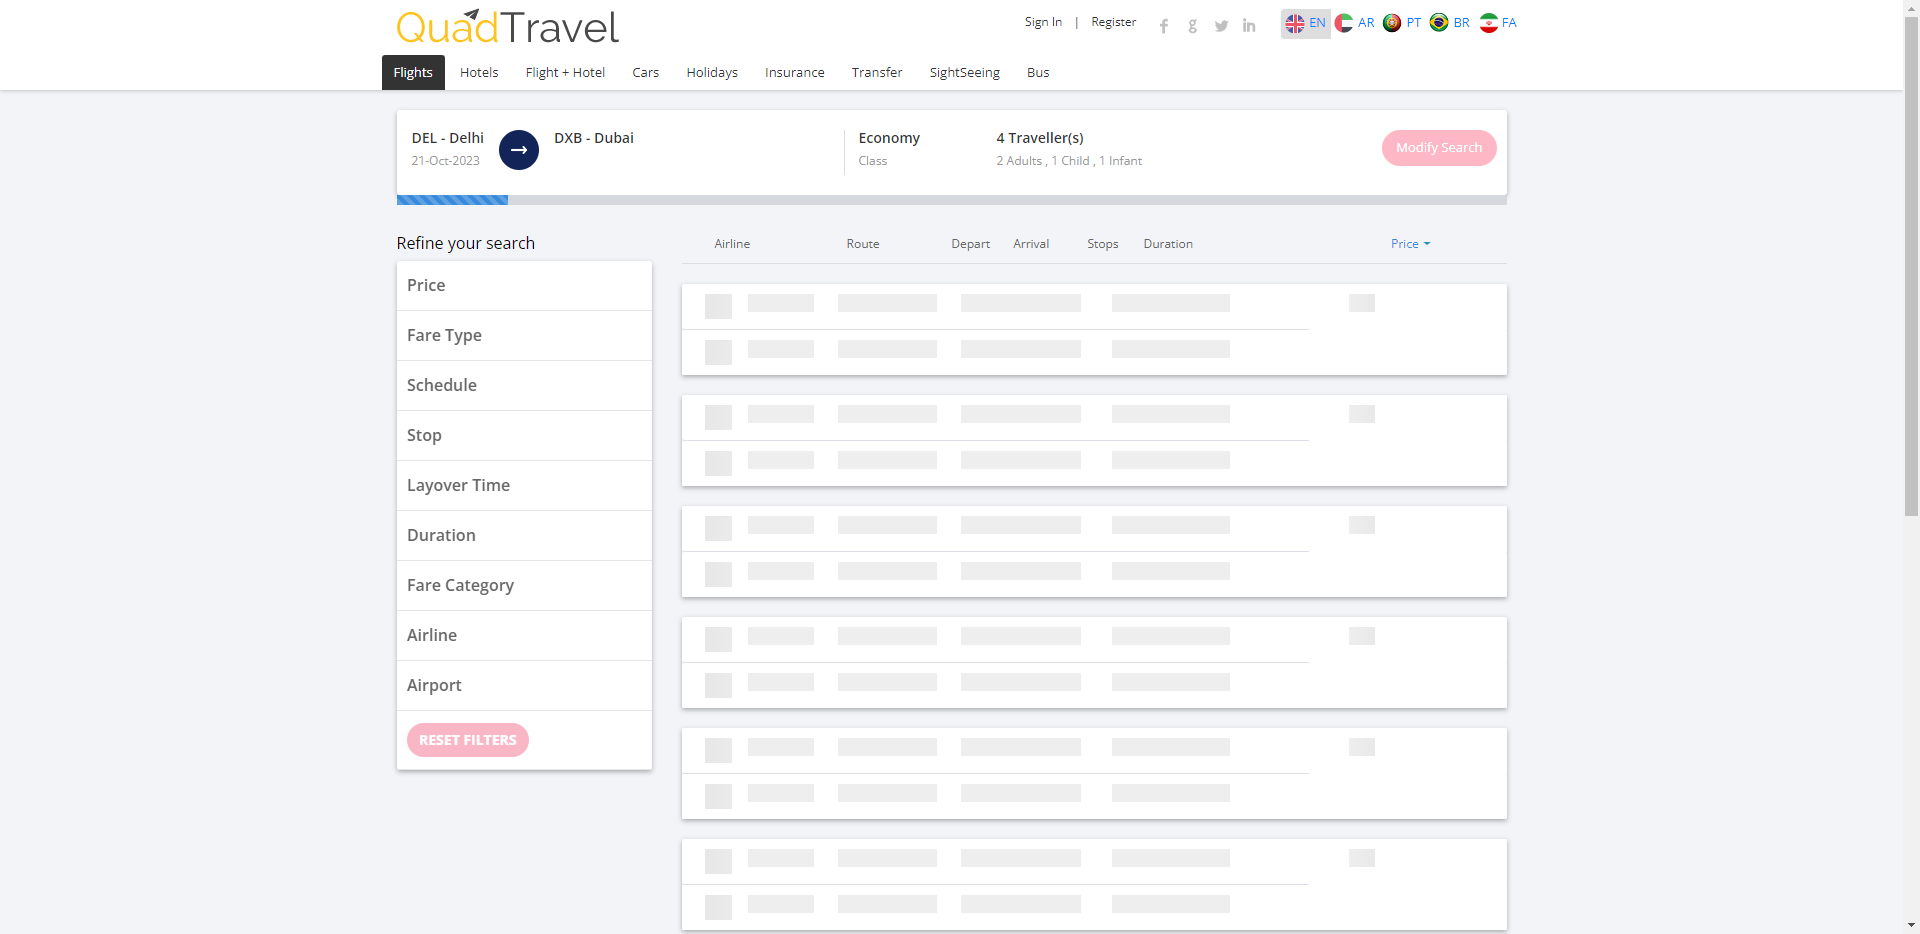 QuadTravel
Sign In | Register
EN AR PT BR FA
Flights Hotels Flight + Hotel Cars Holidays Insurance Transfer SightSeeing Bus
DEL - Delhi
21-Oct-2023
DXB - Dubai
Economy
Class
4 Traveller(s)
2 Adults , 1 Child , 1 Infant
Modify Search
Refine your search
Price
Fare Type
Schedule
Stop
Layover Time
Duration
Fare Category
Airline
Airport
RESET FILTERS
Airline Route Depart Arrival Stops Duration Price